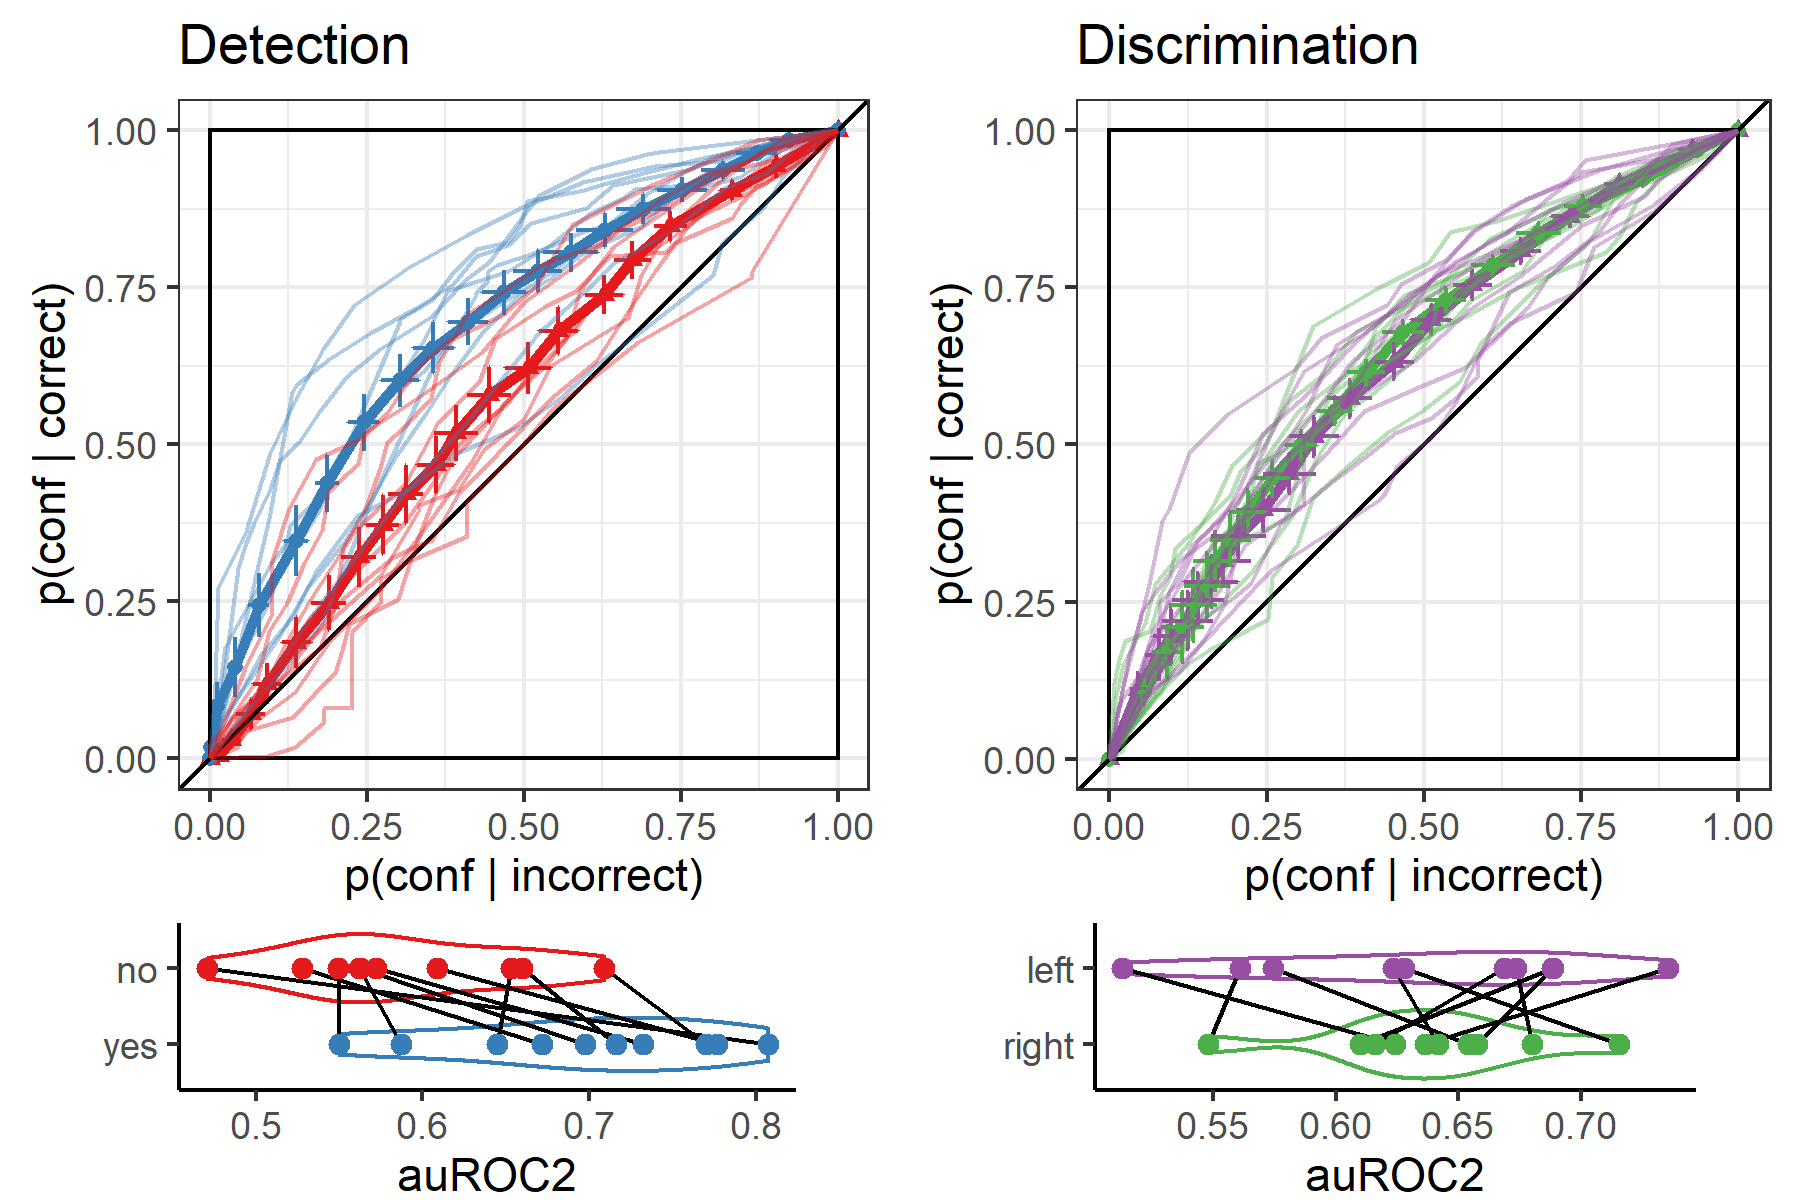 Detection
1.00
0.75
0.50
0.25
0.00
p(conf | correct)
0.00 0.25 0.50 0.75 1.00
p(conf | incorrect)
no
yes
0.5 0.6 0.7 0.8
auROC2
Discrimination
1.00
0.75
0.50
0.25
0.00
p(conf | correct)
0.00 0.25 0.50 0.75 1.00
p(conf | incorrect)
left
right
0.55 0.60 0.65 0.70
auROC2